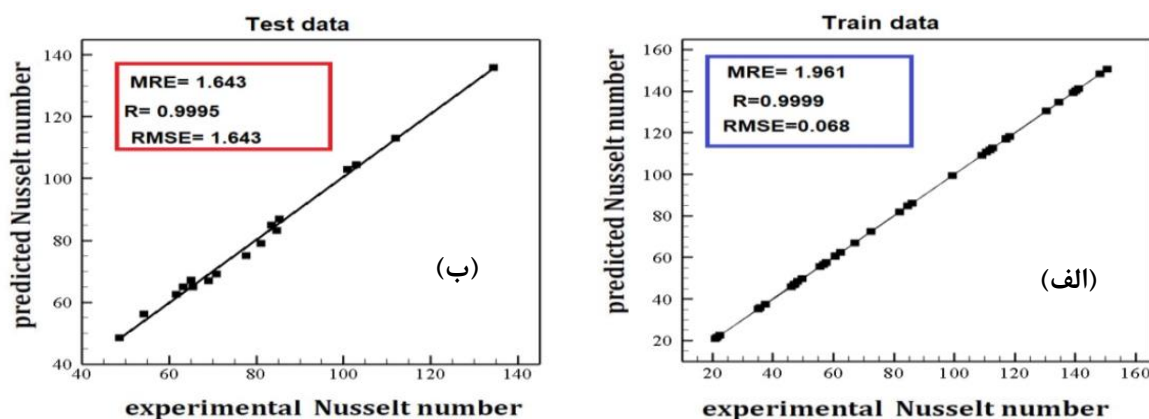 Test data
MRE= 1.643
R= 0.9995
RMSE= 1.643
predicted Nusselt number
140
120
100
80
60
40
(ب)
40 60 80 100 120 140
experimental Nusselt number
Train data
MRE= 1.961
R=0.9999
RMSE=0.068
predicted Nusselt number
160
140
120
100
80
60
40
20
(الف)
20 40 60 80 100 120 140 160
experimental Nusselt number